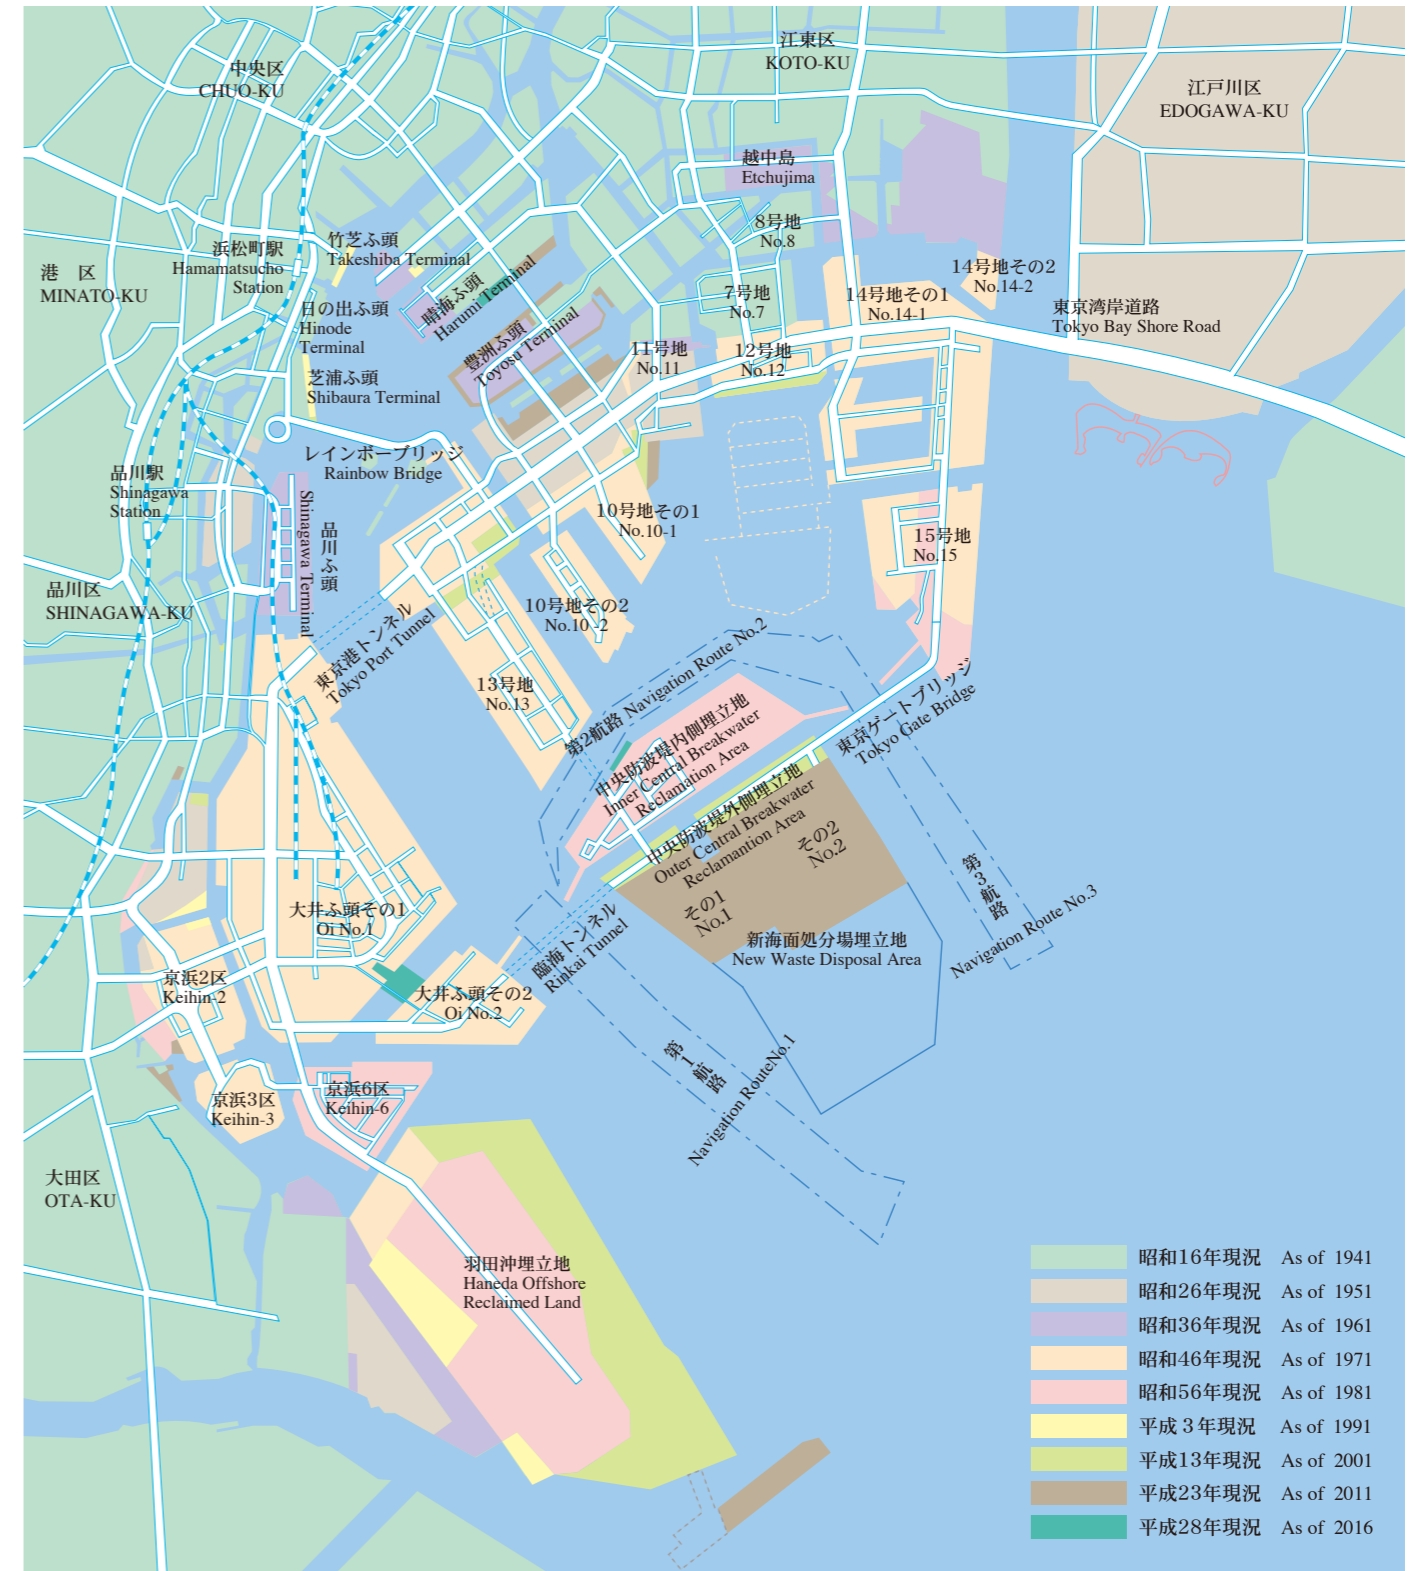 中央区
CHUO-KU
江東区
KOTO-KU
江戸川区
EDOGAWA-KU
越中島
Etchujima
8号地
No.8
竹芝ふ頭
Takeshiba Terminal
浜松町駅
Hamamatsucho
Station
港 区
MINATO-KU
晴海ふ頭
Harumi Terminal
7号地
No.7
14号地その2
No.14-2
14号地その1
No.14-1
日の出ふ頭
Hinode
Terminal
豊洲ふ頭
Toyosu Terminal
東京湾岸道路
Tokyo Bay Shore Road
11号地
No.11
12号地
No.12
芝浦ふ頭
Shibaura Terminal
レインボーブリッジ
Rainbow Bridge
品川駅
Shinagawa
Station
品川ふ頭
Shinagawa Terminal
10号地その1
No.10-1
15号地
No.15
品川区
SHINAGAWA-KU
10号地その2
No.10 -2
東京港トンネル
Tokyo Port Tunnel
13号地
No.13
第2航路 Navigation Route No.2
中央防波堤内側埋立地
Inner Central Breakwater
Reclamation Area
東京ゲートブリッジ
Tokyo Gate Bridge
中央防波堤外側埋立地
Outer Central Breakwater
Reclamantion Area
その2
No.2
その1
No.1
第3航路
Navigation Route No.3
大井ふ頭その1
Oi No.1
臨海トンネル
Rinkai Tunnel
新海面処分場埋立地
New Waste Disposal Area
京浜2区
Keihin-2
大井ふ頭その2
Oi No.2
第1航路
Navigation RouteNo.1
京浜3区
Keihin-3
京浜6区
Keihin-6
大田区
OTA-KU
羽田沖埋立地
Haneda Offshore
Reclaimed Land
昭和16年現況 As of 1941
昭和26年現況 As of 1951
昭和36年現況 As of 1961
昭和46年現況 As of 1971
昭和56年現況 As of 1981
平成3年現況 As of 1991
平成13年現況 As of 2001
平成23年現況 As of 2011
平成28年現況 As of 2016